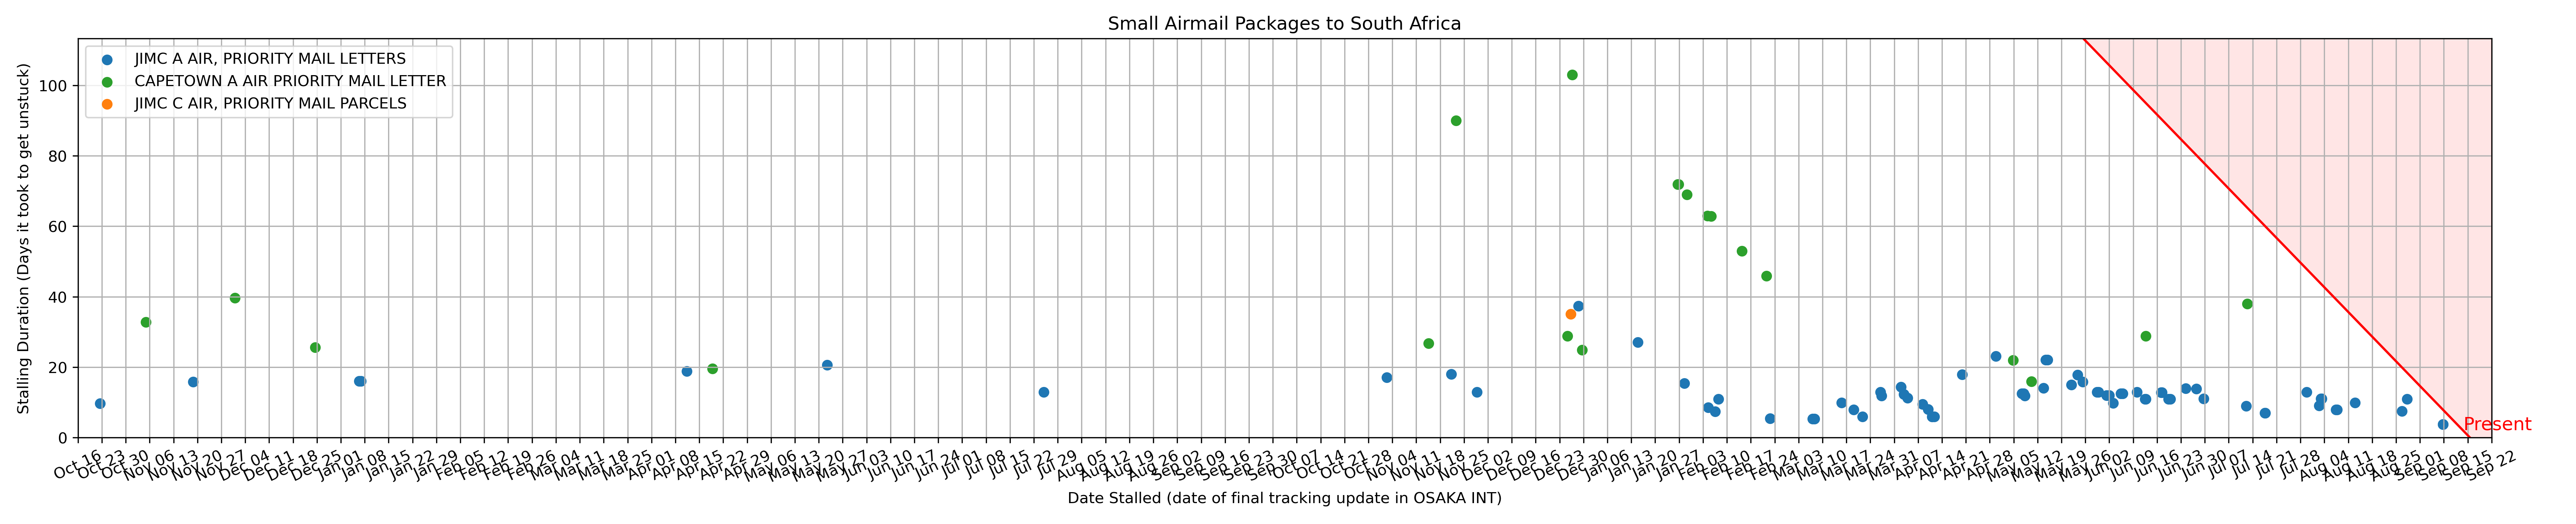 Small Airmail Packages to South Africa
JIMC A AIR, PRIORITY MAIL LETTERS
CAPETOWN A AIR PRIORITY MAIL LETTER
JIMC C AIR, PRIORITY MAIL PARCELS
Stalling Duration (Days it took to get unstuck)
100
80
60
40
20
0
Present
Oct 16
Oct 23
Oct 30
Nov 06
Nov 13
Nov 20
Nov 27
Dec 04
Dec 11
Dec 18
Dec 25
Jan 01
Jan 08
Jan 15
Jan 22
Jan 29
Feb 05
Feb 12
Feb 19
Feb 26
Mar 04
Mar 11
Mar 18
Mar 25
Apr 01
Apr 08
Apr 15
Apr 22
Apr 29
May 06
May 13
May 20
May 27
Jun 03
Jun 10
Jun 17
Jun 24
Jul 01
Jul 08
Jul 15
Jul 22
Jul 29
Aug 05
Aug 12
Aug 19
Aug 26
Sep 02
Sep 09
Sep 16
Sep 23
Sep 30
Oct 07
Oct 14
Oct 21
Oct 28
Nov 04
Nov 11
Nov 18
Nov 25
Dec 02
Dec 09
Dec 16
Dec 23
Dec 30
Jan 06
Jan 13
Jan 20
Jan 27
Feb 03
Feb 10
Feb 17
Feb 24
Mar 03
Mar 10
Mar 17
Mar 24
Mar 31
Apr 07
Apr 14
Apr 21
Apr 28
May 05
May 12
May 19
May 26
Jun 02
Jun 09
Jun 16
Jun 23
Jun 30
Jul 07
Jul 14
Jul 21
Jul 28
Aug 04
Aug 11
Aug 18
Aug 25
Sep 01
Sep 08
Sep 15
Sep 22
Date Stalled (date of final tracking update in OSAKA INT)